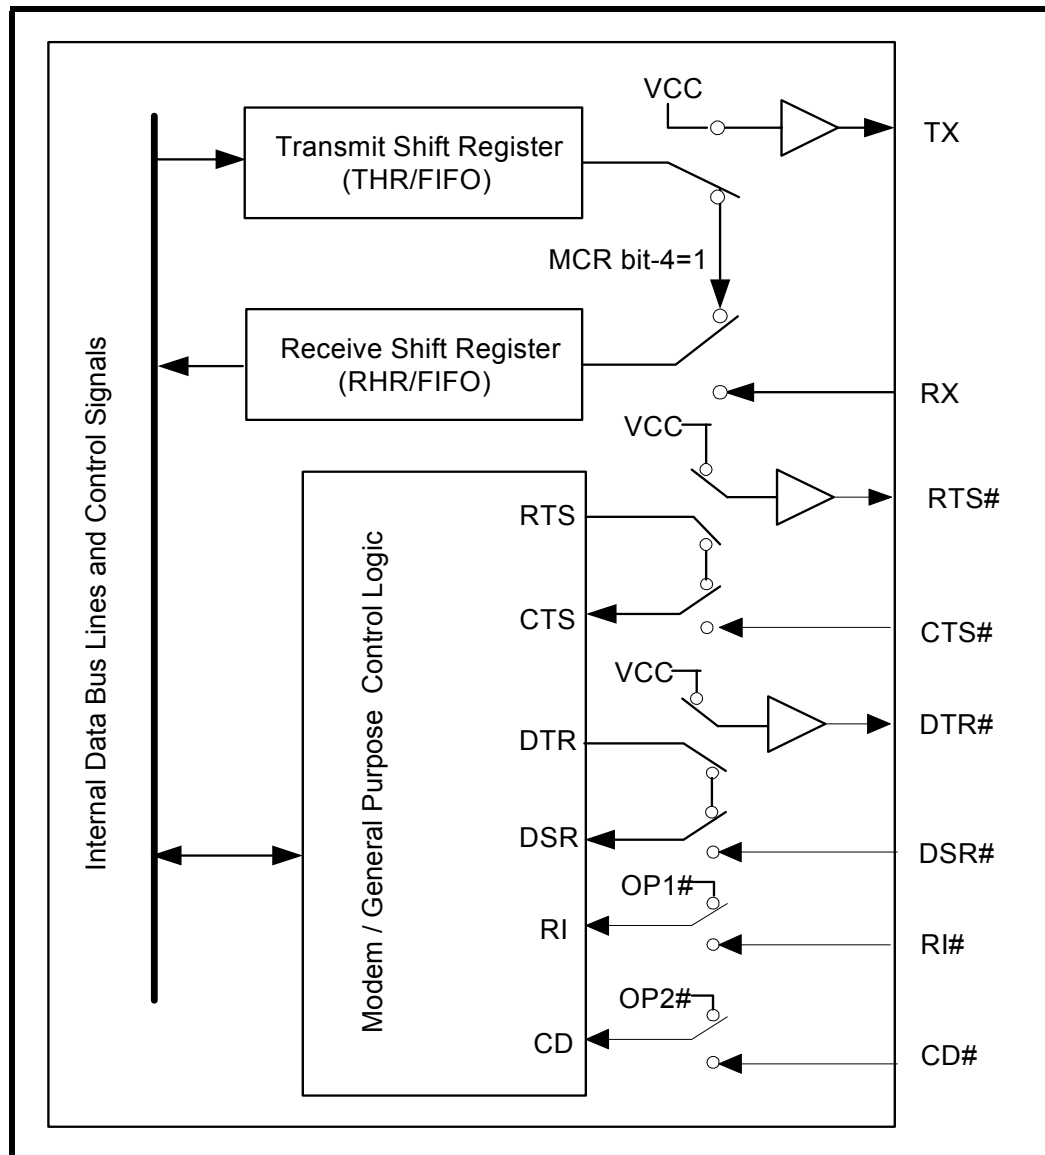 VCC
TX
Transmit Shift Register
(THR/FIFO)
MCR bit-4=1
Receive Shift Register
(RHR/FIFO)
RX
VCC
RTS#
Internal Data Bus Lines and Control Signals
Modem / General Purpose Control Logic
RTS
CTS
CTS#
VCC
DTR#
DTR
DSR
DSR#
OP1#
RI
RI#
OP2#
CD
CD#